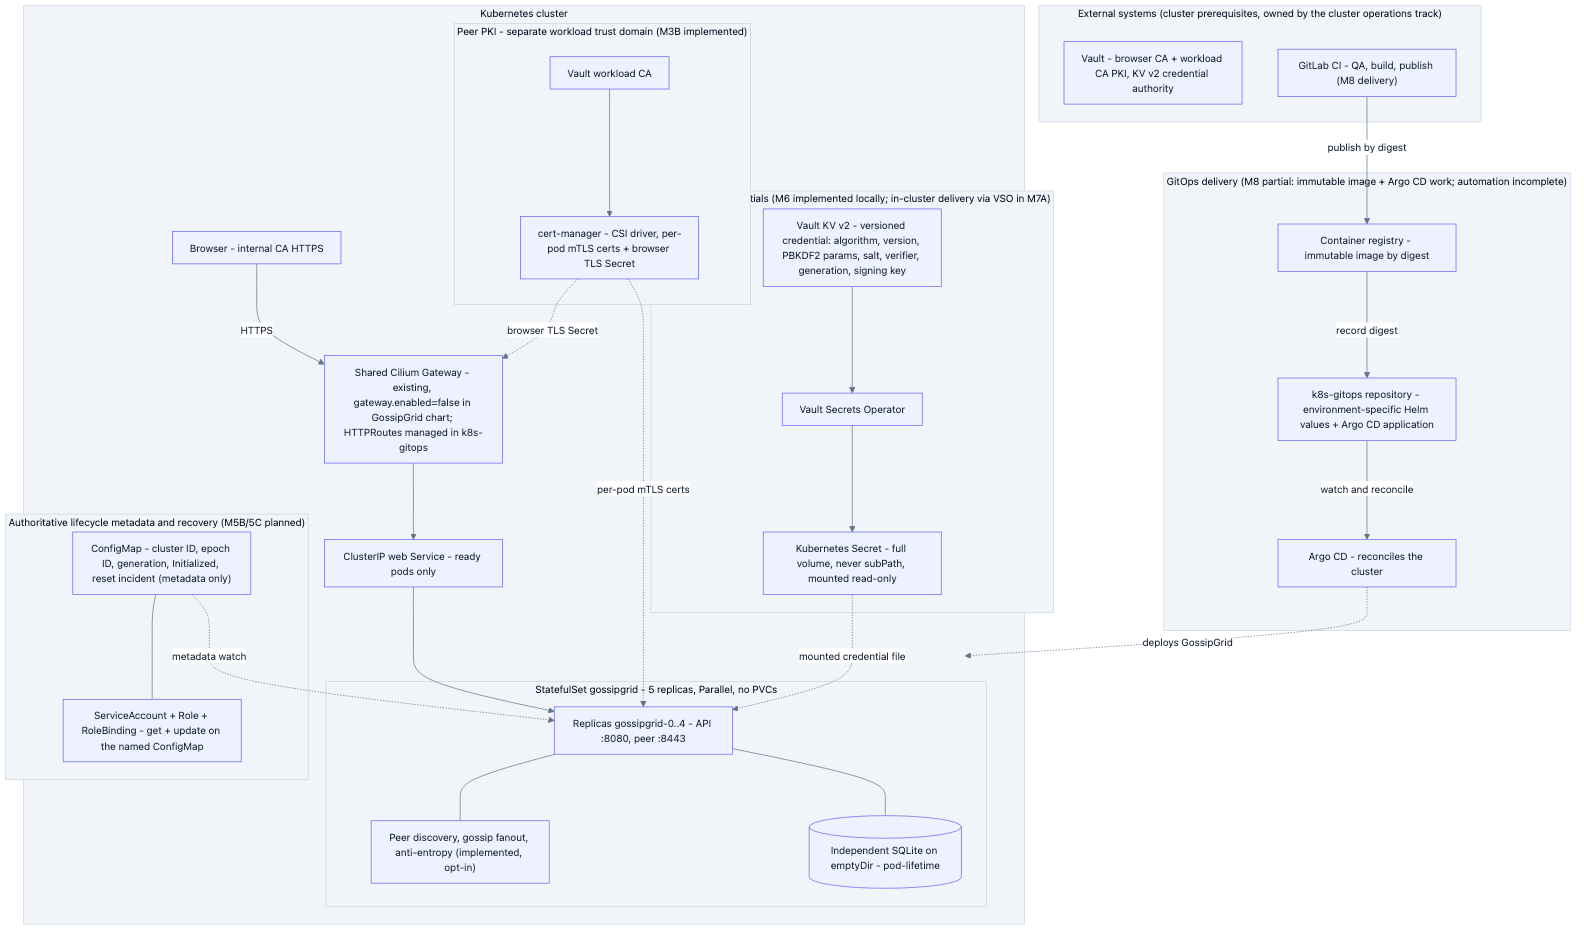 Kubernetes cluster
External systems (cluster prerequisites, owned by the cluster operations track)
Peer PKI - separate workload trust domain (M3B implemented)
Vault workload CA
Vault - browser CA + workload
CA PKI, KV v2 credential
authority
GitLab CI - QA, build, publish
(M8 delivery)
publish by digest
GitOps delivery (M8 partial: immutable image + Argo CD work; automation incomplete)
tials (M6 implemented locally; in-cluster delivery via VSO in M7A)
Browser - internal CA HTTPS
cert-manager - CSI driver, per-
pod mTLS certs + browser
TLS Secret
Vault KV v2 - versioned
credential: algorithm, version,
PBKDF2 params, salt, verifier,
generation, signing key
Container registry -
immutable image by digest
HTTPS
browser TLS Secret
record digest
Shared Cilium Gateway -
existing,
gateway.enabled=false in
GossipGrid chart;
HTTPRoutes managed in k8s-
gitops
Vault Secrets Operator
k8s-gitops repository -
environment-specific Helm
values + Argo CD application
per-pod mTLS certs
watch and reconcile
Authoritative lifecycle metadata and recovery (M5B/5C planned)
ConfigMap - cluster ID, epoch
ID, generation, Initialized,
reset incident (metadata only)
ClusterIP web Service - ready
pods only
Kubernetes Secret - full
volume, never subPath,
mounted read-only
Argo CD - reconciles the
cluster
metadata watch
mounted credential file
deploys GossipGrid
StatefulSet gossipgrid - 5 replicas, Parallel, no PVCs
ServiceAccount + Role +
RoleBinding - get + update on
the named ConfigMap
Replicas gossipgrid-0..4 - API
:8080, peer :8443
Peer discovery, gossip fanout,
anti-entropy (implemented,
opt-in)
Independent SQLite on
emptyDir - pod-lifetime